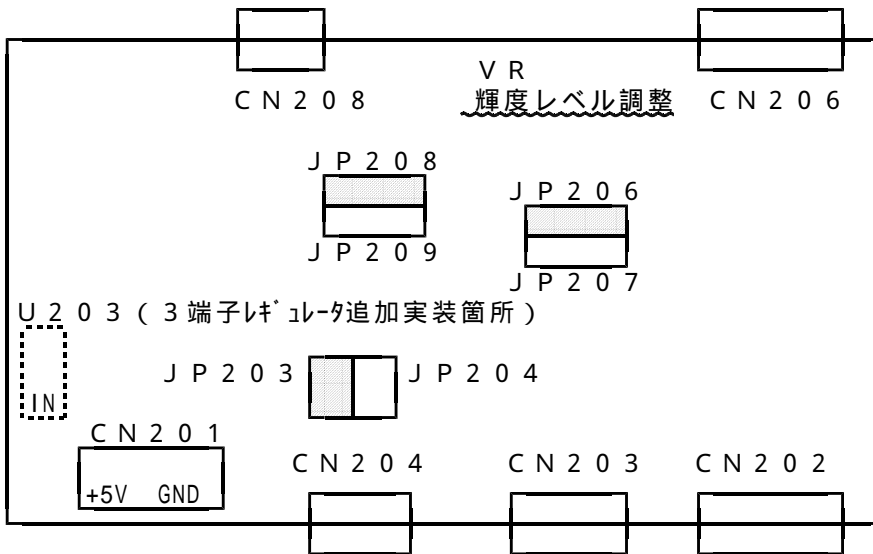 VR
CN208
輝度レベル調整
CN206
JP208
JP206
JP209
JP207
U203(3端子ﾚｷﾞｭﾚｰﾀ追加実装箇所)
JP203
JP204
IN
CN201
CN204
CN203
CN202
+5V GND